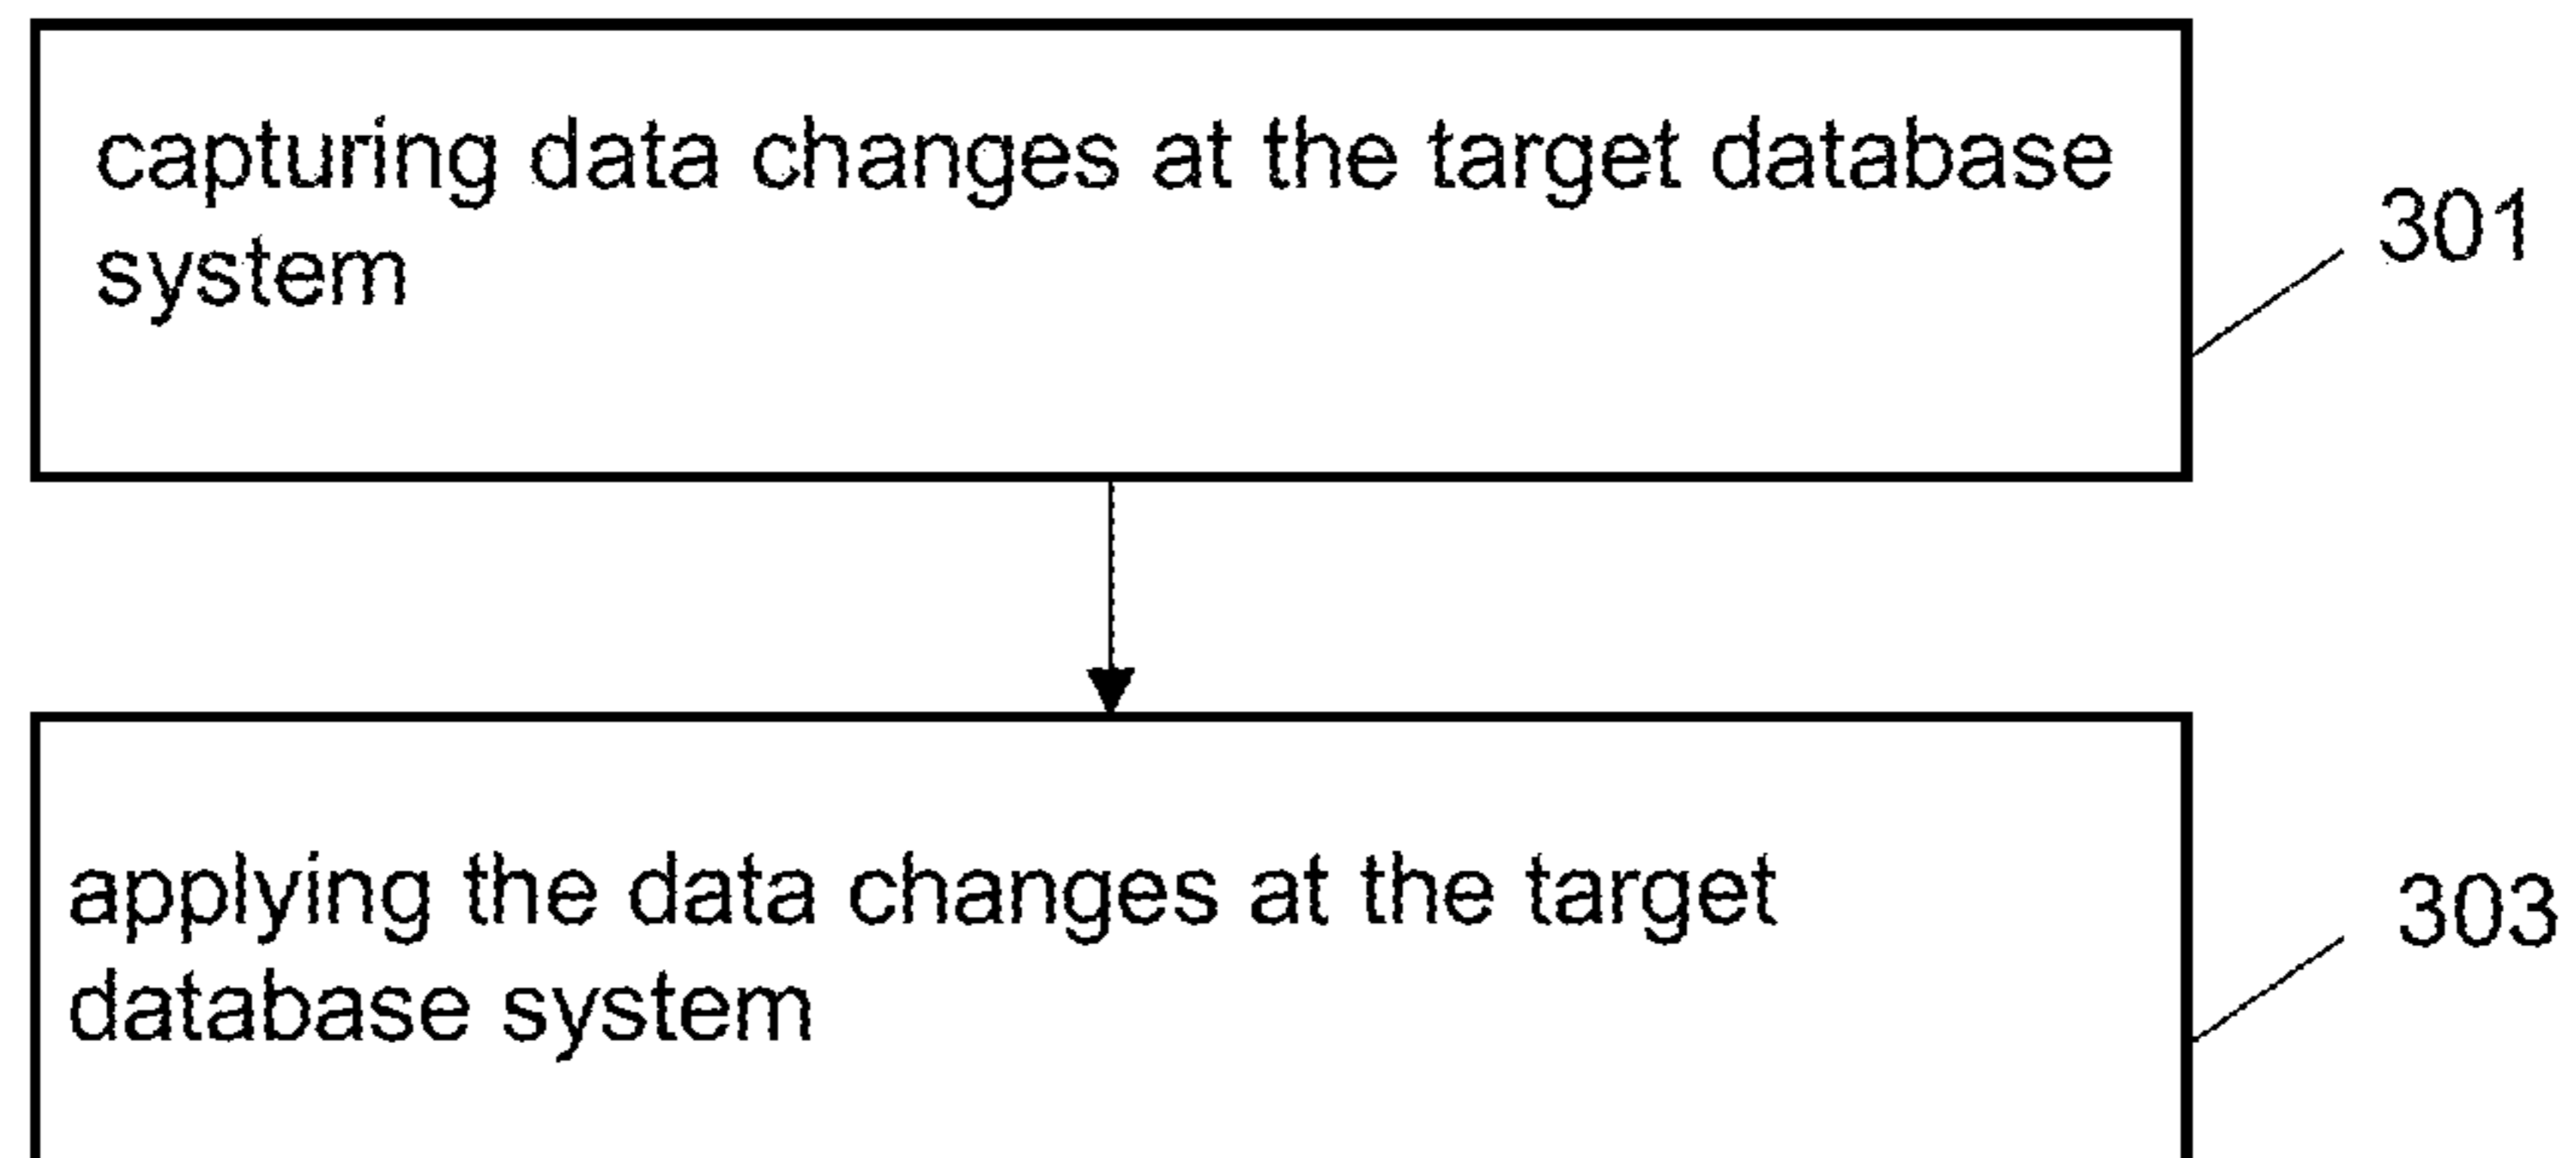 capturing data changes at the target database
system
301
applying the data changes at the target
database system
303